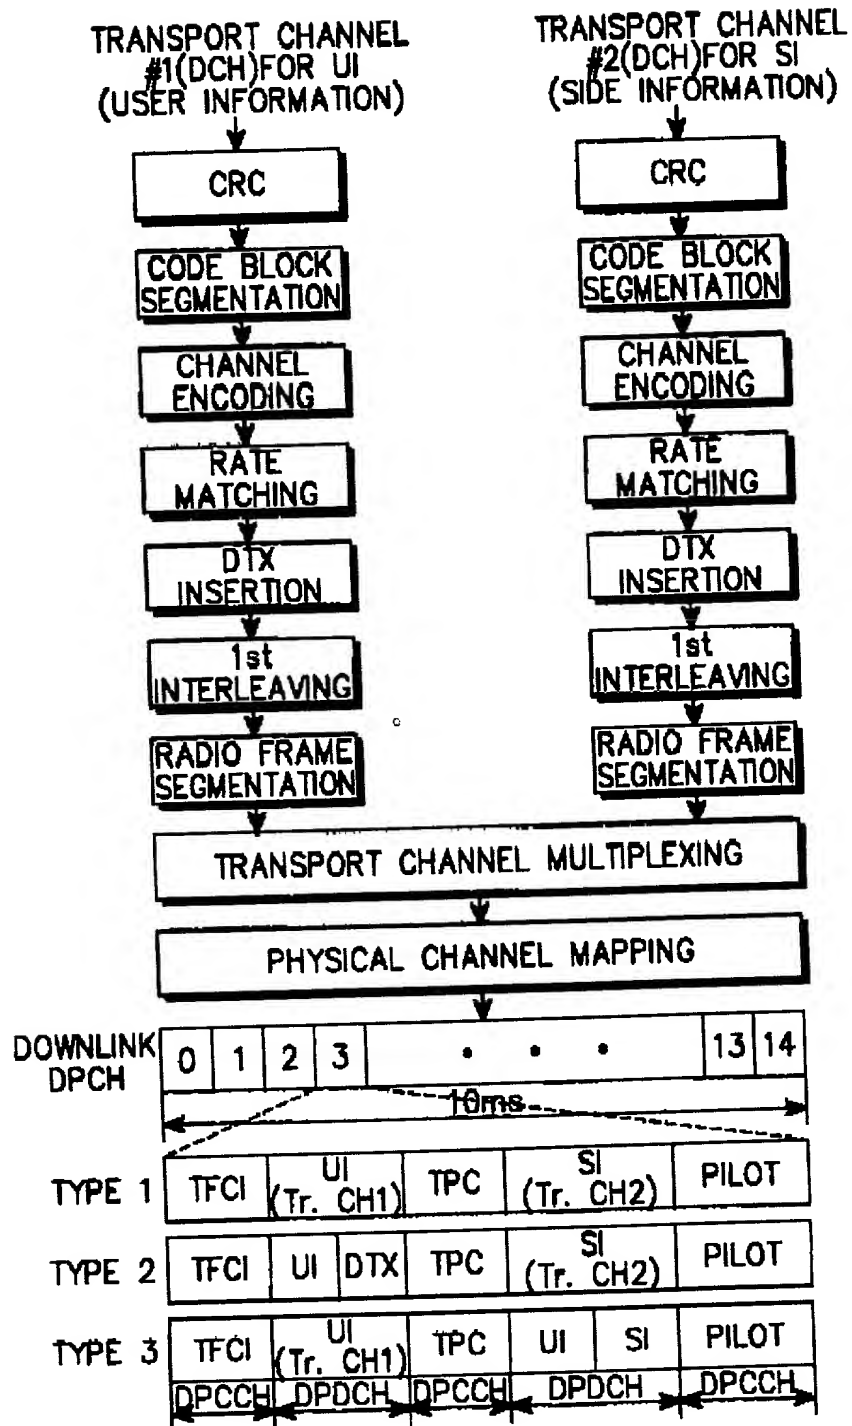 TRANSPORT CHANNEL
#1(DCH)FOR UI
(USER INFORMATION)
TRANSPORT CHANNEL
#2(DCH)FOR SI
(SIDE INFORMATION)
CRC
CRC
CODE BLOCK
SEGMENTATION
CODE BLOCK
SEGMENTATION
CHANNEL
ENCODING
CHANNEL
ENCODING
RATE
MATCHING
RATE
MATCHING
DTX
INSERTION
DTX
INSERTION
1st
INTERLEAVING
1st
INTERLEAVING
RADIO FRAME
SEGMENTATION
RADIO FRAME
SEGMENTATION
TRANSPORT CHANNEL MULTIPLEXING
PHYSICAL CHANNEL MAPPING
DOWNLINK
DPCH
0 1 2 3 • • • 13 14
10ms
TYPE 1 TFCI UI
(Tr. CH1) TPC SI
(Tr. CH2) PILOT
TYPE 2 TFCI UI DTX TPC SI
(Tr. CH2) PILOT
TYPE 3 TFCI UI
(Tr. CH1) TPC UI SI PILOT
DPCCH DPDCH DPCCH DPDCH DPCCH